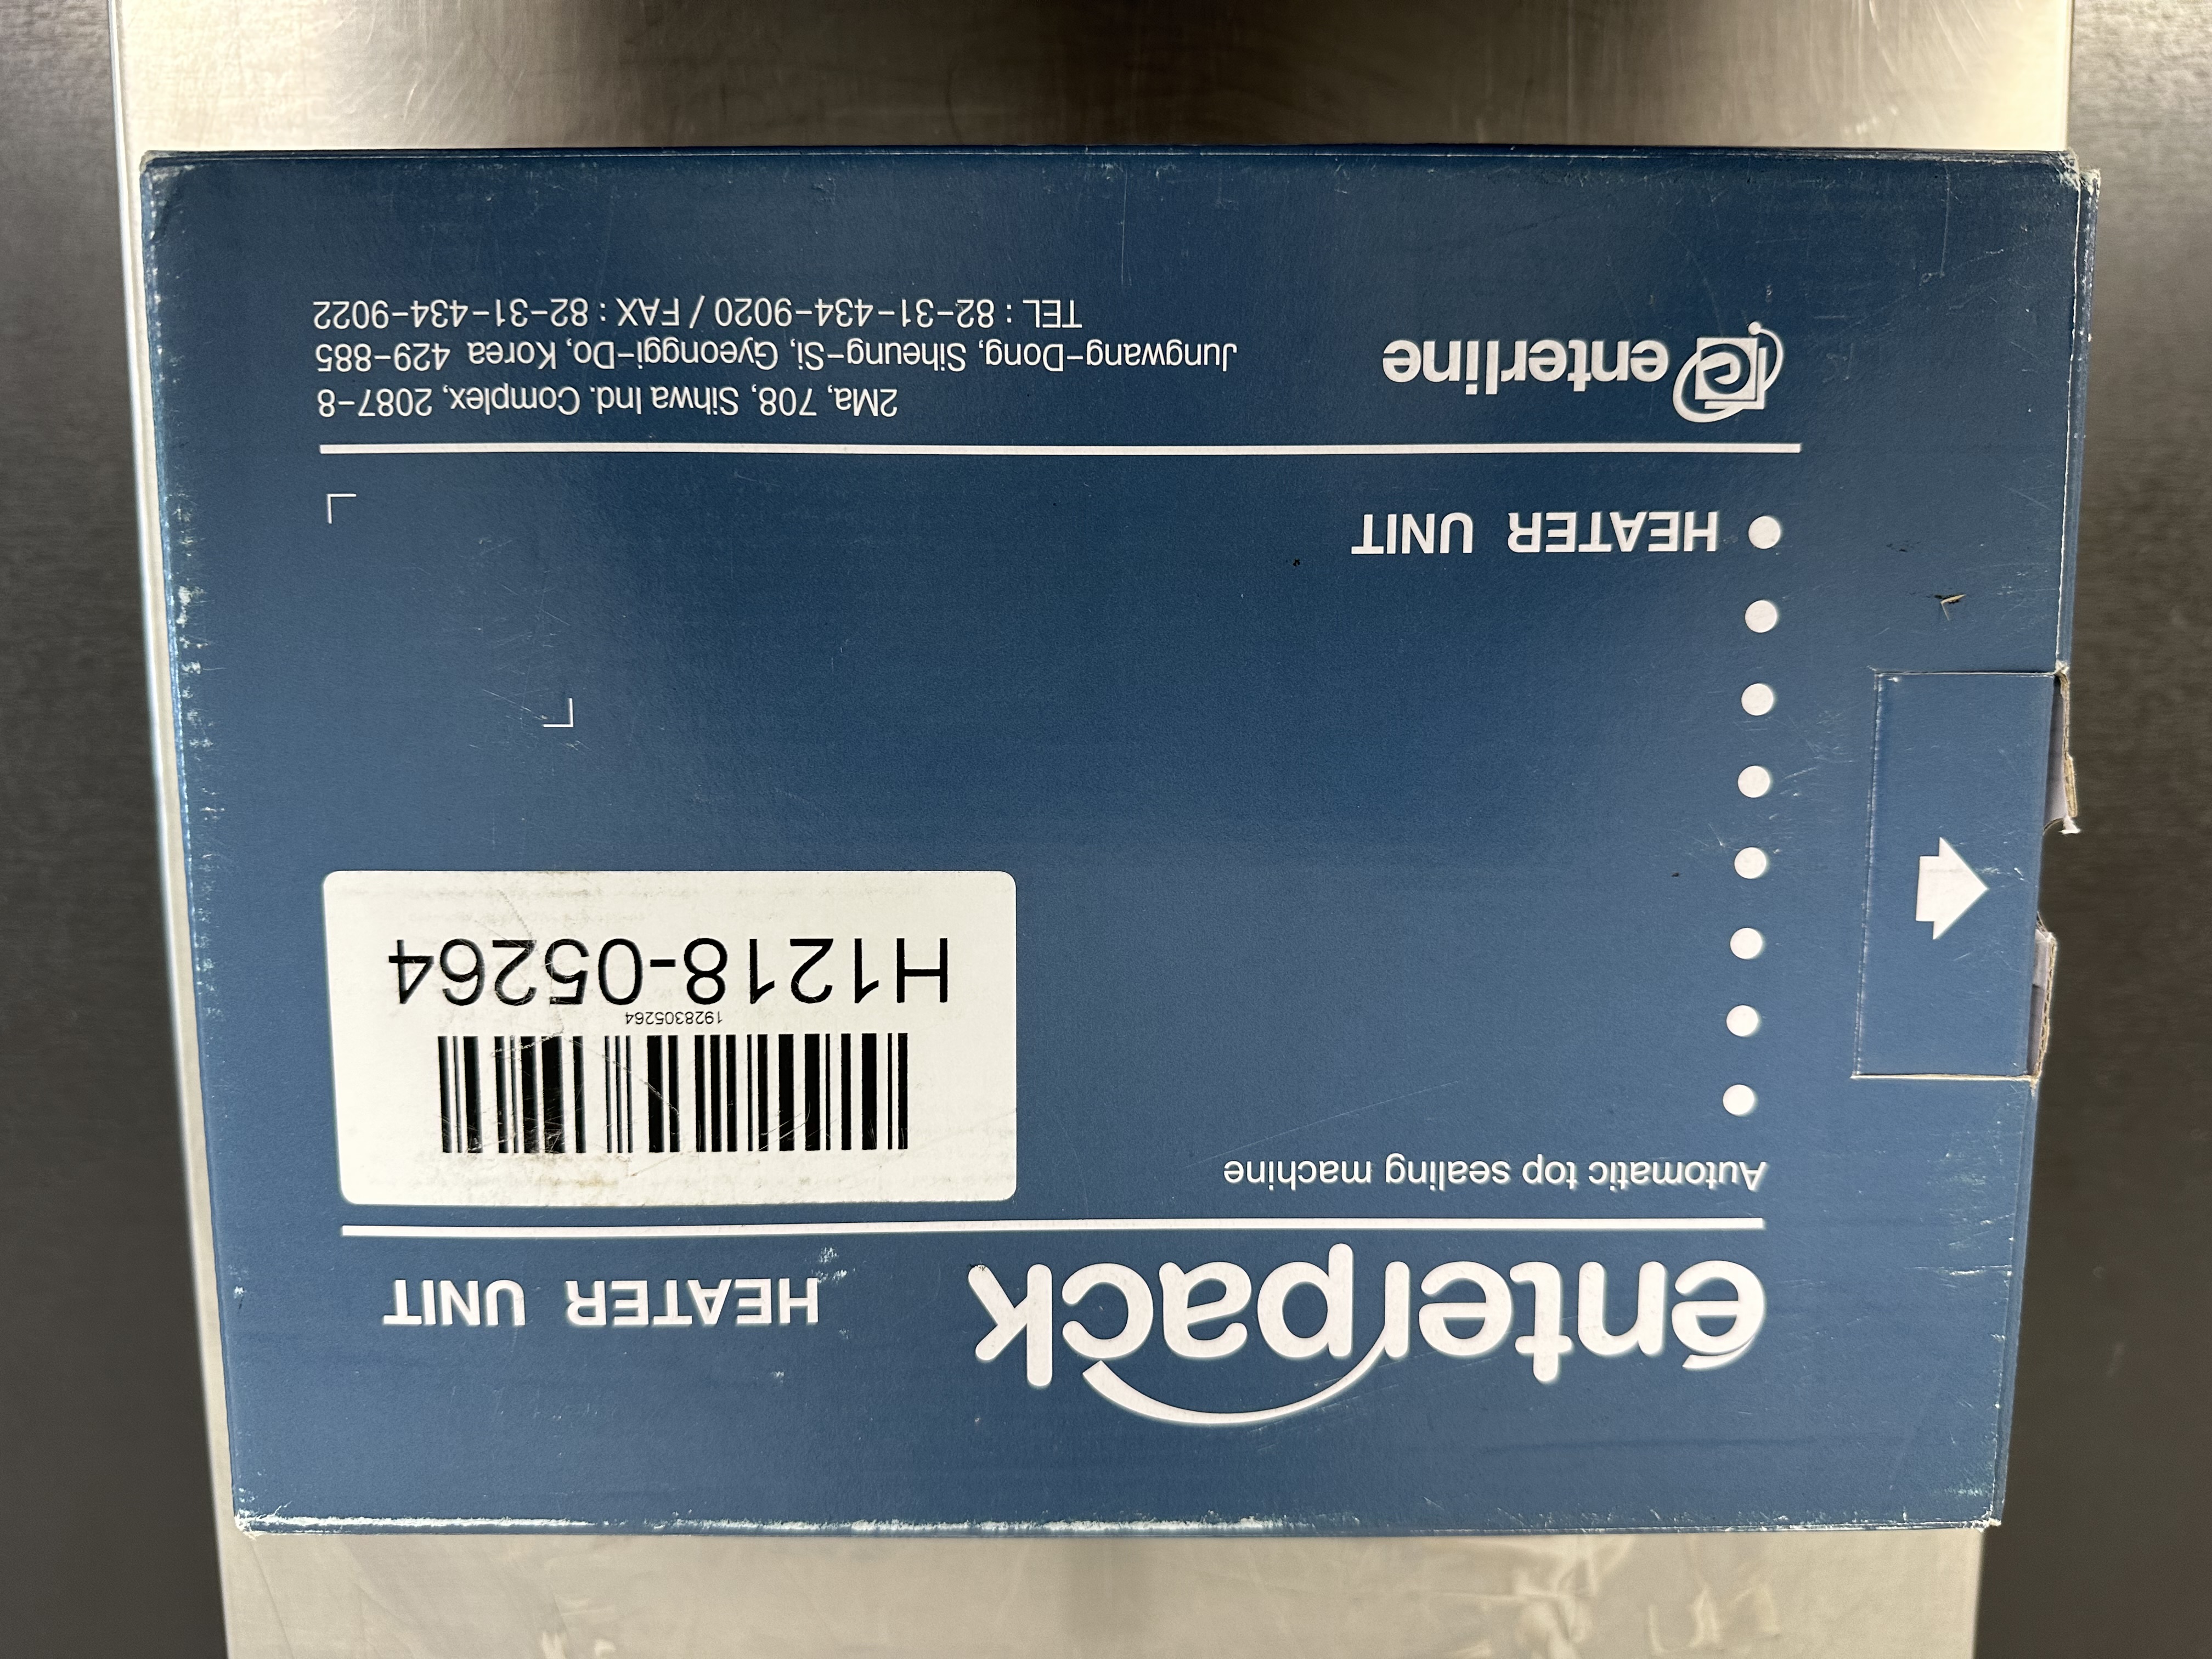 enterpack HEATER UNIT
Automatic top sealing machine
1928305264
H1218-05264
HEATER UNIT
enterline
2Ma, 708, Sihwa Ind. Complex, 2087-8
Jungwang-Dong, Siheung-Si, Gyeonggi-Do, Korea 429-885
TEL : 82-31-434-9020 / FAX : 82-31-434-9022